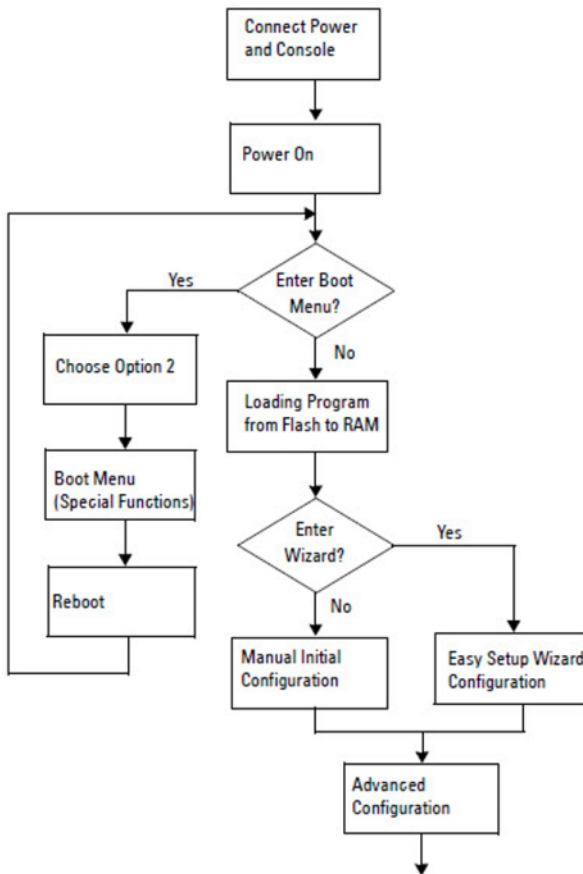 Connect Power
and Console
Power On
Enter Boot
Menu?
Yes
No
Choose Option 2
Loading Program
from Flash to RAM
Boot Menu
(Special Functions)
Enter
Wizard?
Yes
No
Reboot
Manual Initial
Configuration
Easy Setup Wizard
Configuration
Advanced
Configuration